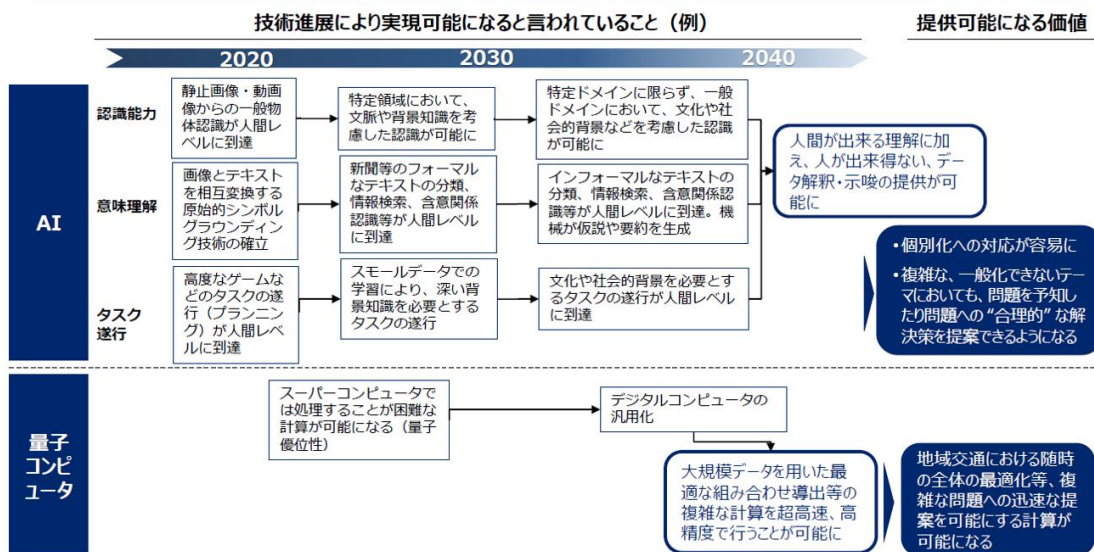 技術進展により実現可能になると言われていること（例）
提供可能になる価値
2020
2030
2040
AI
認識能力
静止画像・動画
像からの一般物
体認識が人間レ
ベルに到達
特定領域において、
文脈や背景知識を考
慮した認識が可能に
特定ドメインに限らず、一般
ドメインにおいて、文化や社
会的背景などを考慮した認識
が可能に
意味理解
画像とテキスト
を相互変換する
原始的シンボル
グラウンディン
グ技術の確立
新聞等のフォーマル
なテキストの分類、
情報検索、含意関係
認識等が人間レベル
に到達
インフォーマルなテキストの
分類、情報検索、含意関係認
識等が人間レベルに到達。機
械が仮説や要約を生成
タスク
遂行
高度なゲームな
どのタスクの遂
行（プランニン
グ）が人間レベ
ルに到達
スモールデータでの
学習により、深い背
景知識を必要とする
タスクの遂行
文化や社会的背景を必要とす
るタスクの遂行が人間レベル
に到達
人間が出来る理解に加
え、人が出来得ない、デー
タ解釈・示唆の提供が可
能に
・個別化への対応が容易に
・複雑な、一般化できないテー
マにおいても、問題を予知し
たり問題への“合理的”な解
決策を提案できるようになる
量子
コンピ
ュータ
スーパーコンピュータで
は処理することが困難な
計算が可能になる（量子
優位性）
デジタルコンピュータの
汎用化
大規模データを用いた最
適な組み合わせ導出等の
複雑な計算を超高速、高
精度で行うことが可能に
地域交通における随時
の全体の最適化等、複
雑な問題への迅速な提
案を可能にする計算が
可能になる